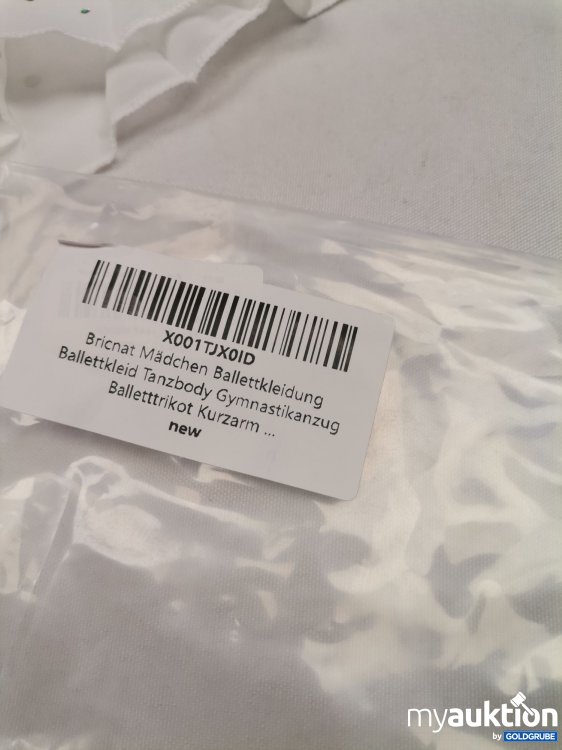 X001TJX0ID
Bricnat Mädchen Ballettkleidung
Ballettkleid Tanzbody Gymnastikanzug
Balletttrikot Kurzarm ...
new
myauktion
by GOLDGRUBE